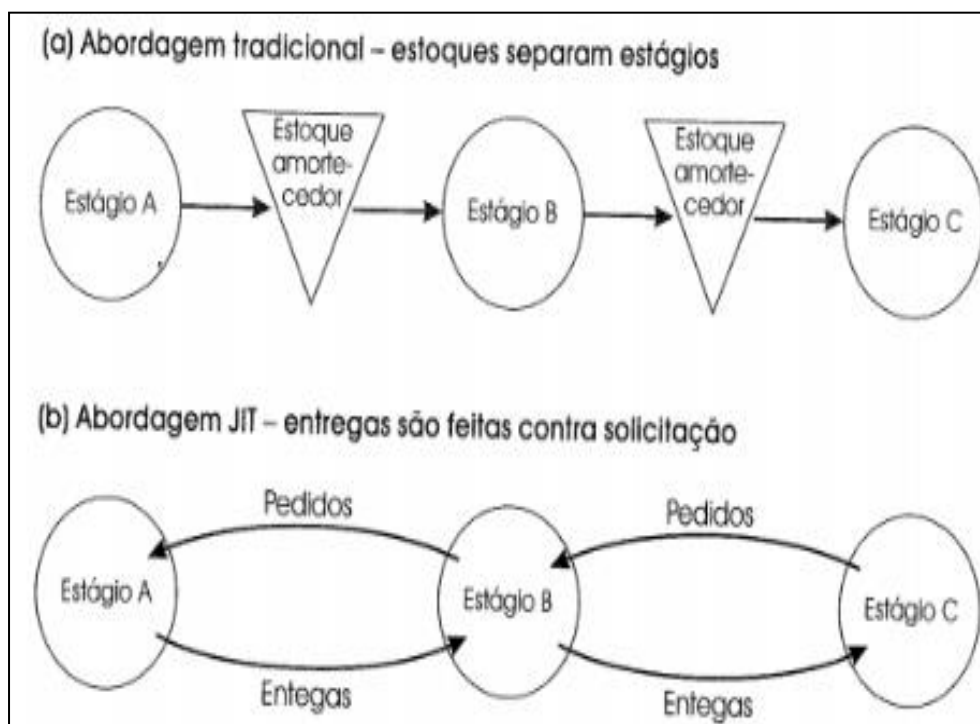 (a) Abordagem tradicional – estoques separam estágios
Estágio A
Estoque
amorte-
cedor
Estágio B
Estoque
amorte-
cedor
Estágio C
(b) Abordagem JIT – entregas são feitas contra solicitação
Pedidos
Pedidos
Estágio A
Estágio B
Estágio C
Entegas
Entegas